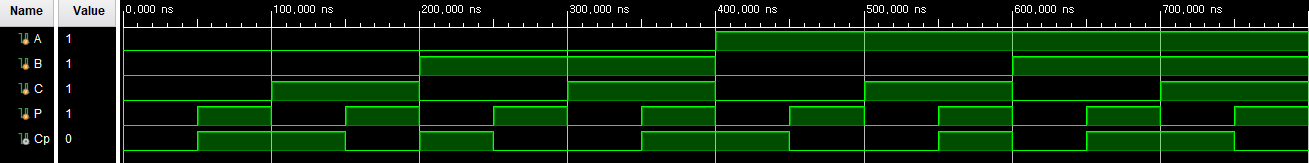 Name Value 0,000 ns 100,000 ns 200,000 ns 300,000 ns 400,000 ns 500,000 ns 600,000 ns 700,000 ns
A 1
B 1
C 1
P 1
Cp 0